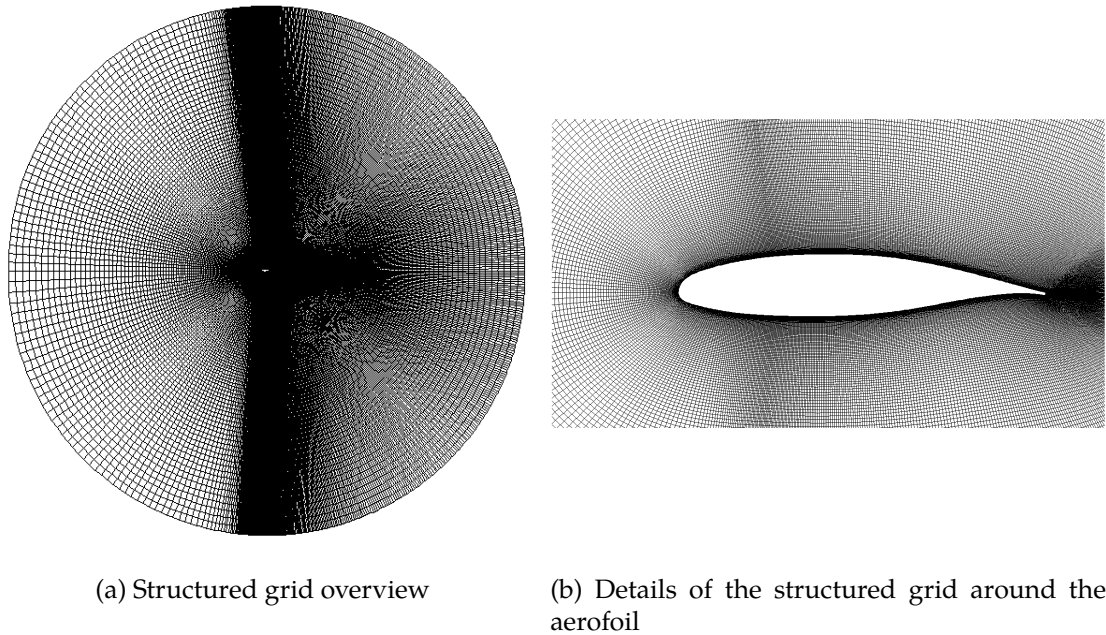 (a) Structured grid overview
(b) Details of the structured grid around the
aerofoil